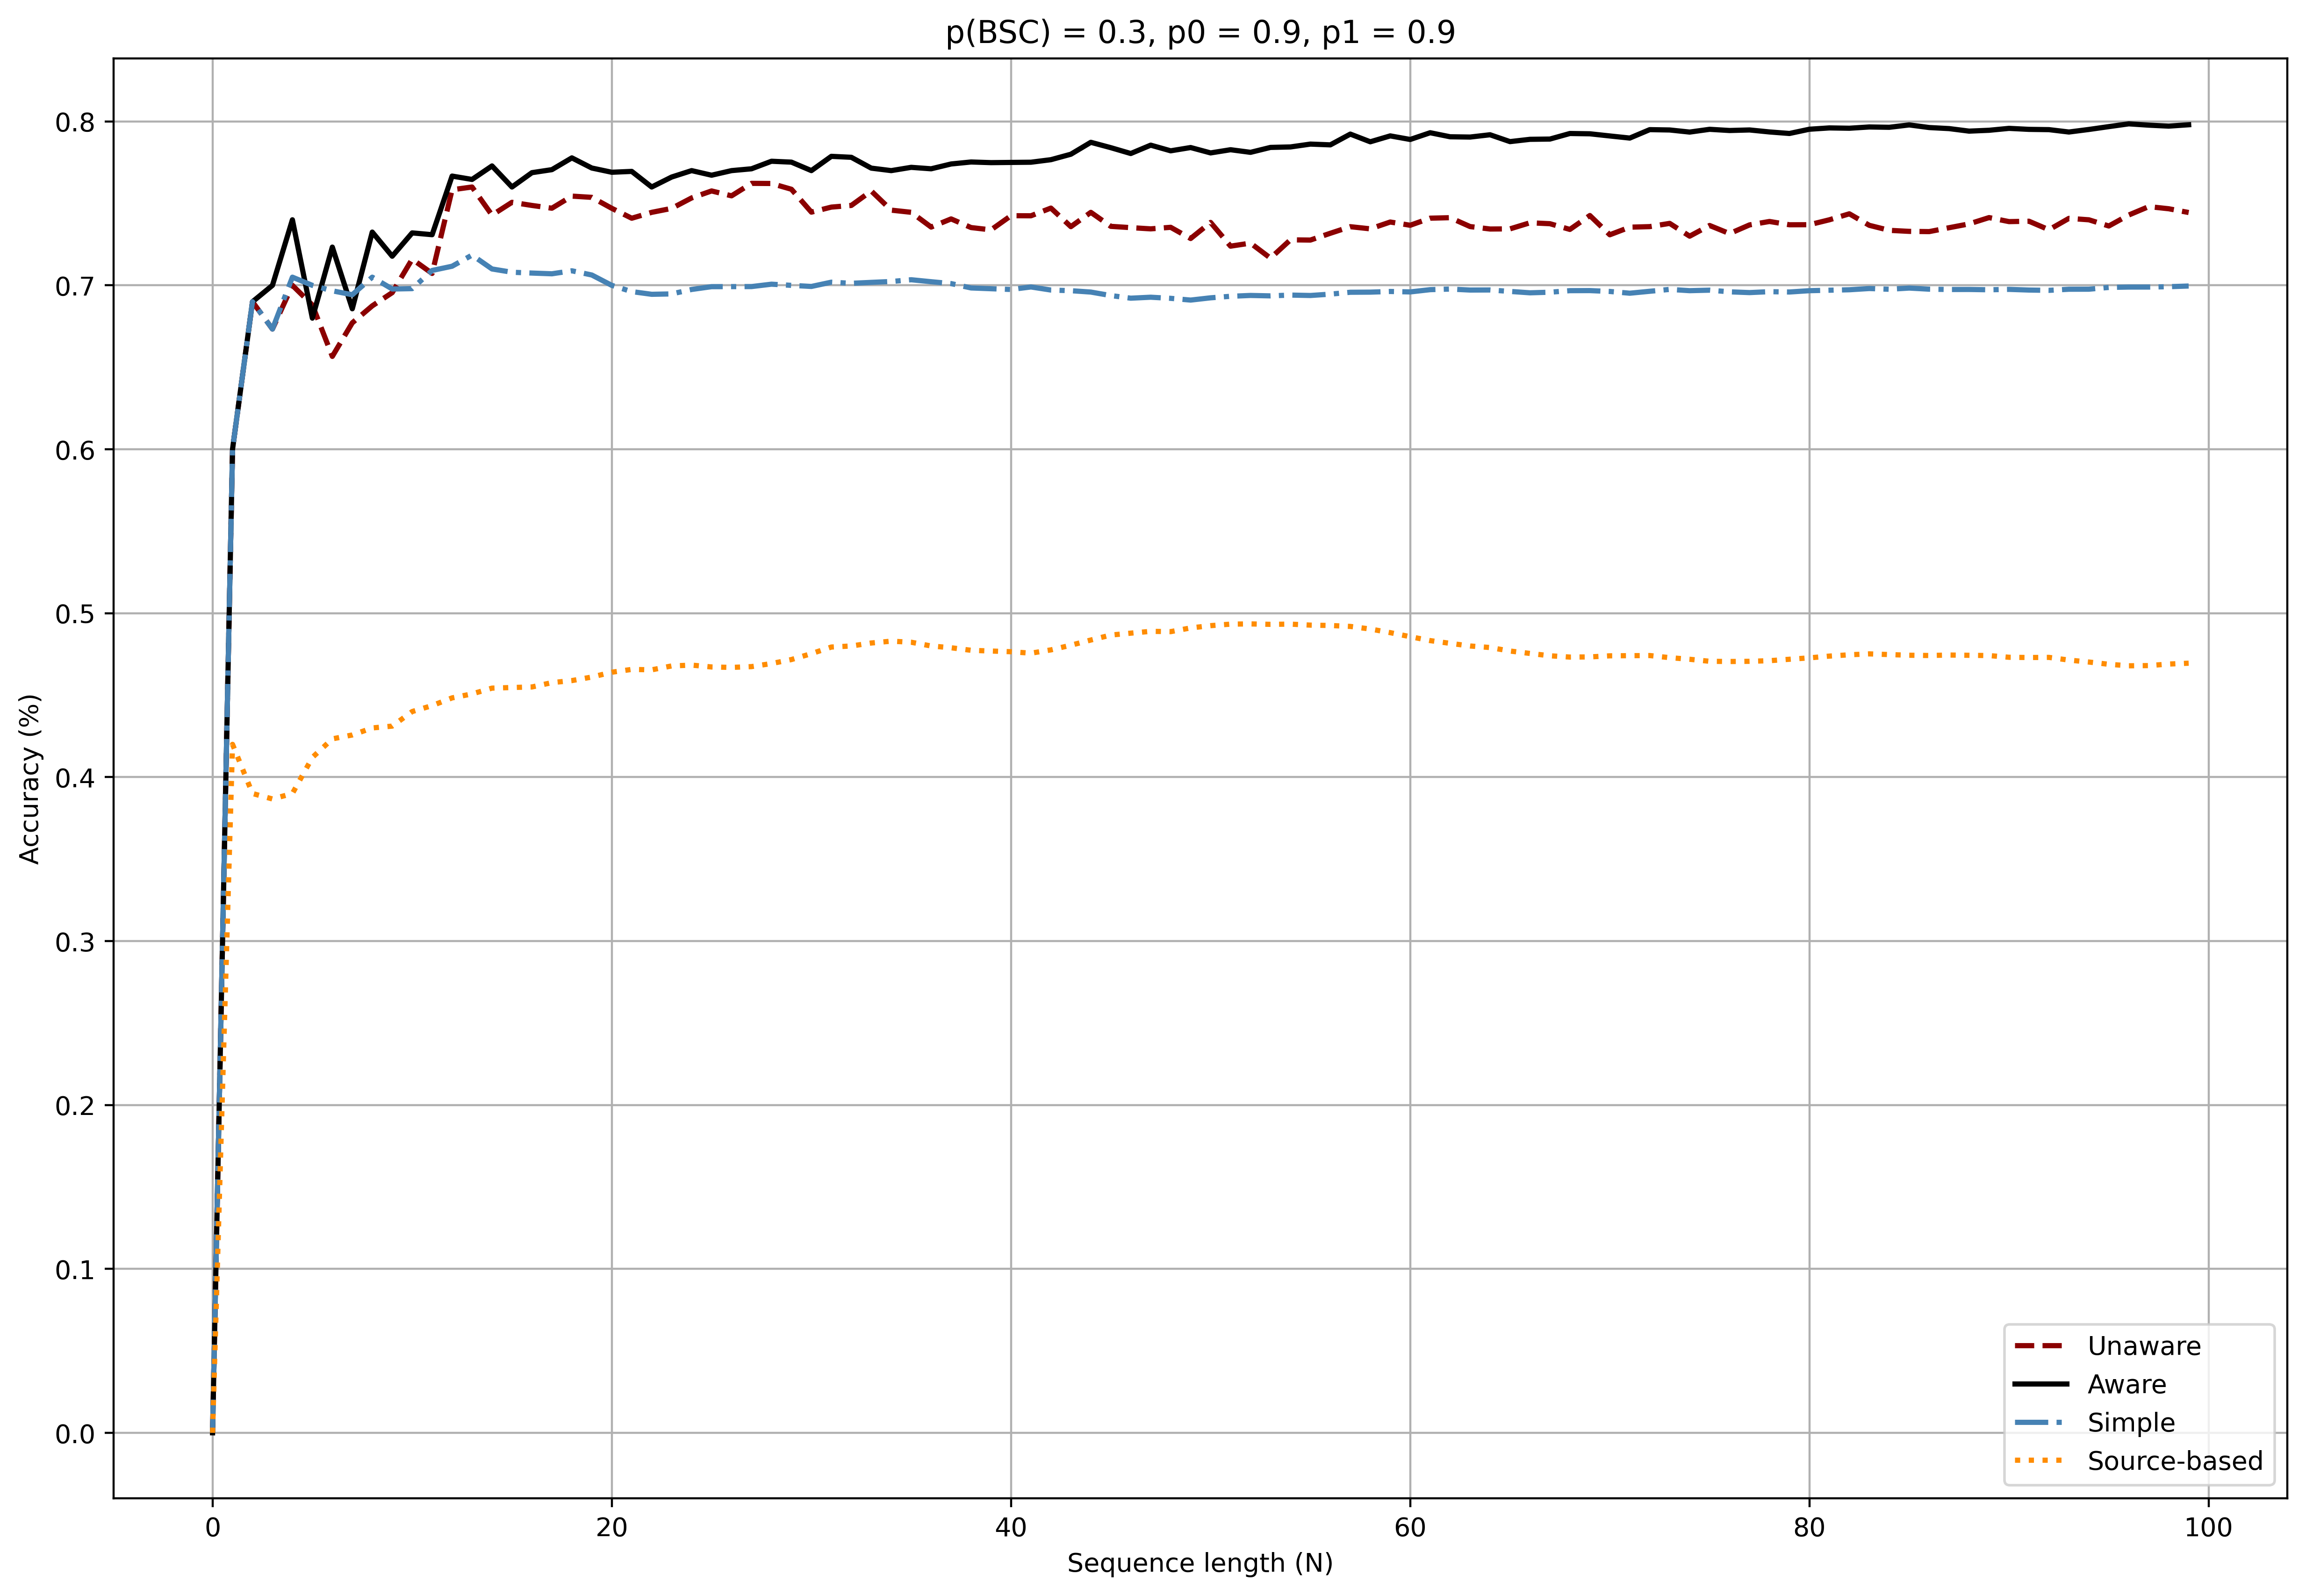 p(BSC) = 0.3, p0 = 0.9, p1 = 0.9
Accuracy (%)
0.8
0.7
0.6
0.5
0.4
0.3
0.2
0.1
0.0
0 20 40 60 80 100
Sequence length (N)
Unaware
Aware
Simple
Source-based